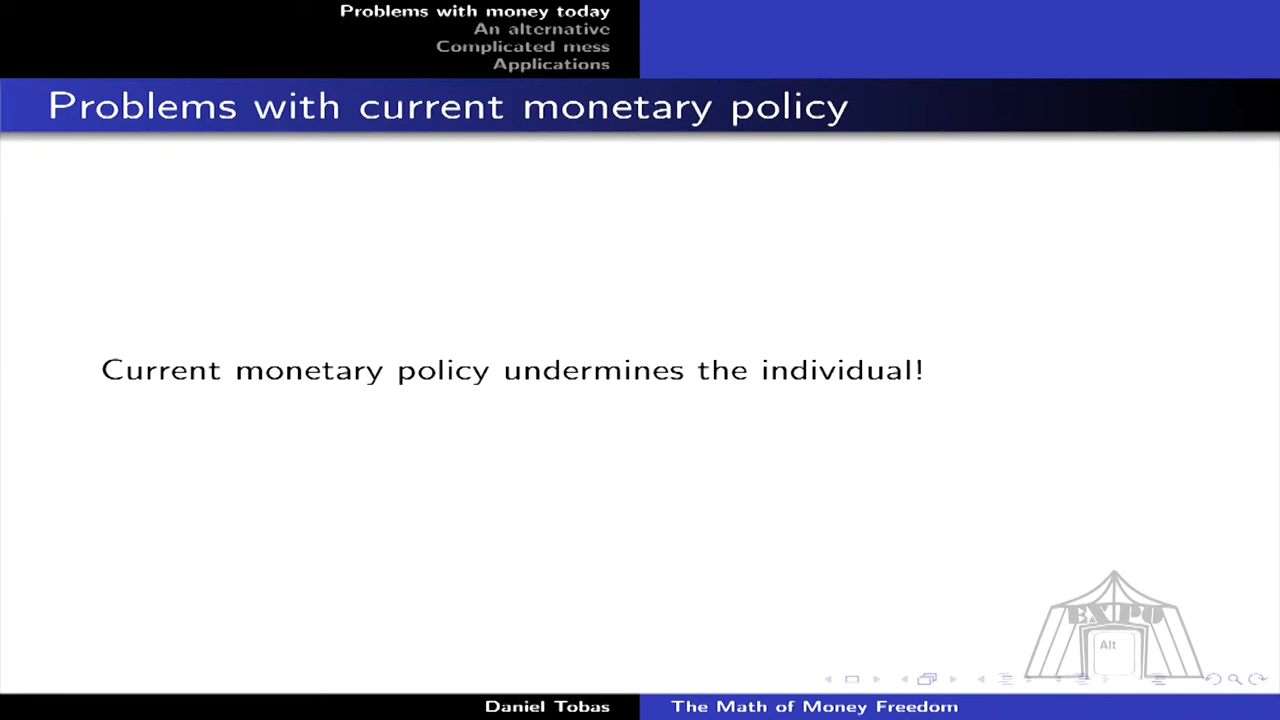 Problems with money today
An alternative
Complicated mess
Applications
Problems with current monetary policy
Current monetary policy undermines the individual!
EXPO
Alt
Daniel Tobas
The Math of Money Freedom